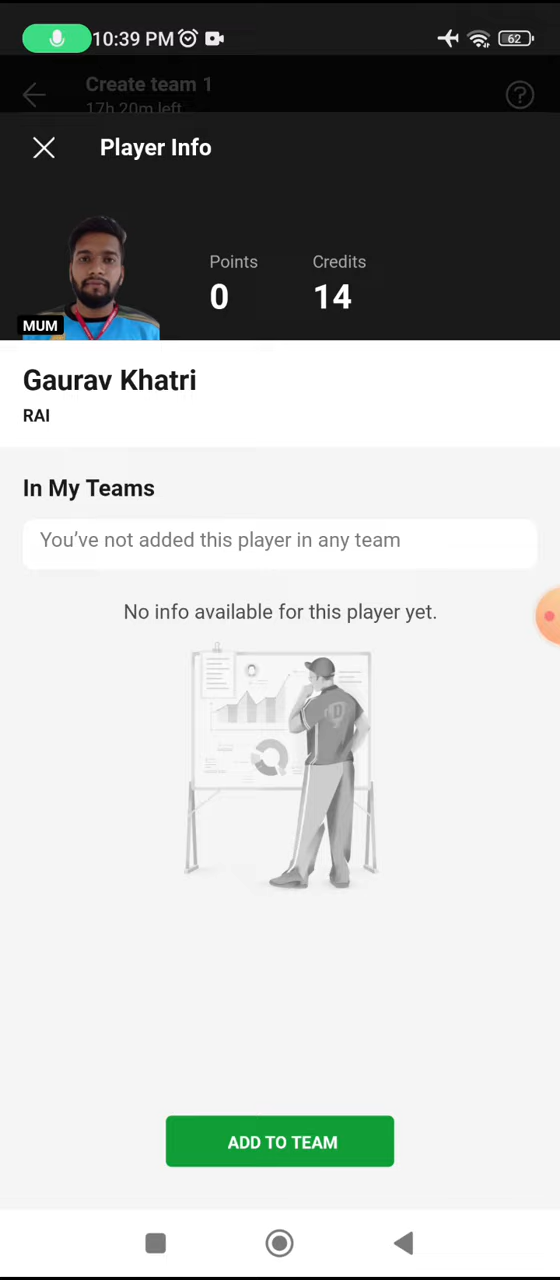 10:39 PM
62
Create team 1
17h 20m left
Player Info
Points
Credits
0
14
MUM
Gaurav Khatri
RAI
In My Teams
You’ve not added this player in any team
No info available for this player yet.
D
ADD TO TEAM